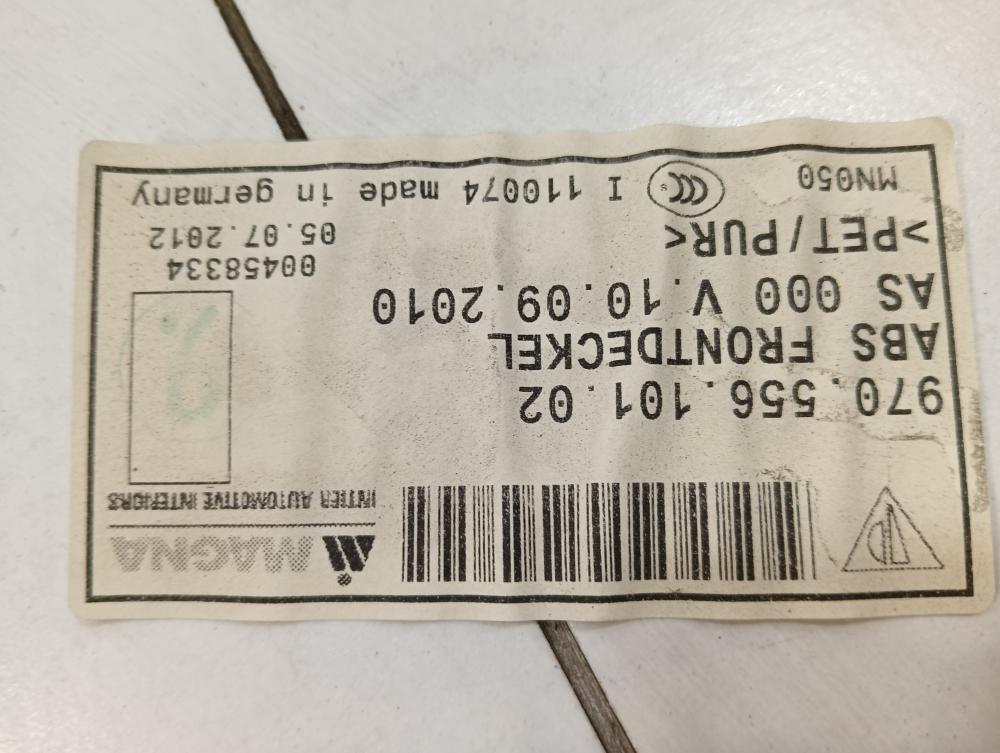 MAGNA
INTIER AUTOMOTIVE INTERIORS
970.556.101.02
ABS FRONTDECKEL
AS 000 V.10.09.2010
>PET/PUR<
00458334
05.07.2012
MN050
CCC S
I 110074 made in germany